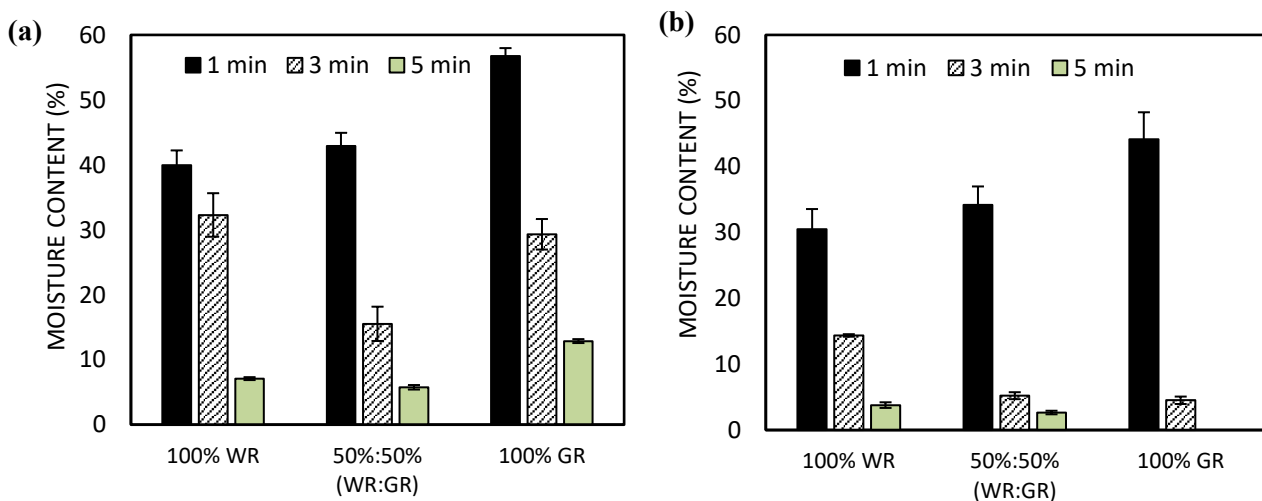 (a)
MOISTURE CONTENT (%)
60
50
40
30
20
10
0
1 min 3 min 5 min
100% WR 50%:50% 100% GR
(WR:GR)
(b)
MOISTURE CONTENT (%)
60
50
40
30
20
10
0
1 min 3 min 5 min
100% WR 50%:50% 100% GR
(WR:GR)